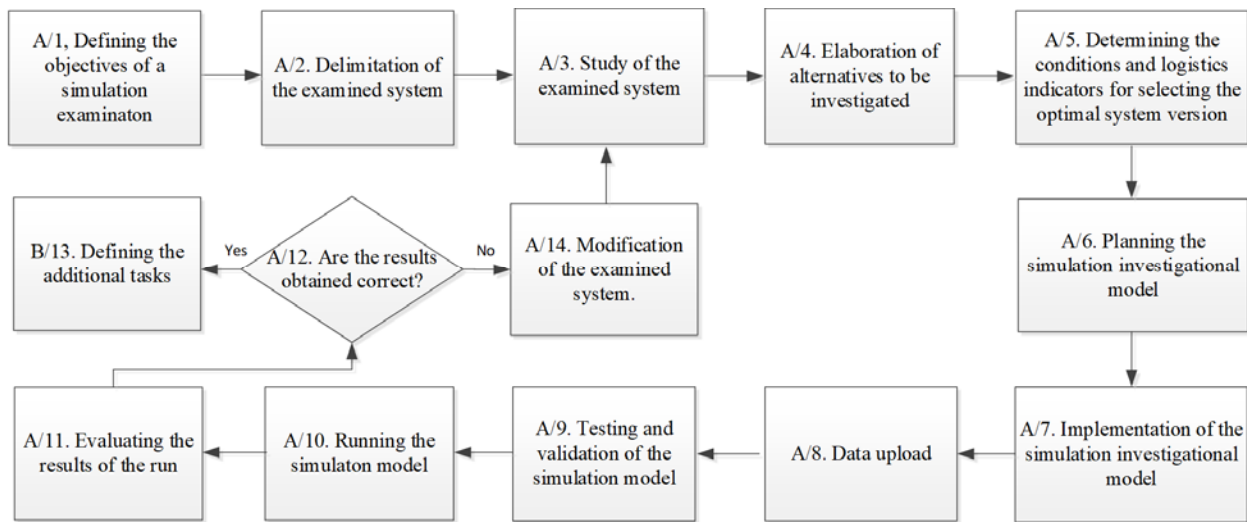 A/1, Defining the
objectives of a
simulation
examinaton
A/2. Delimitation of
the examined system
A/3. Study of the
examined system
A/4. Elaboration of
alternatives to be
investigated
A/5. Determining the
conditions and logistics
indicators for selecting the
optimal system version
B/13. Defining the
additional tasks
Yes
A/12. Are the results
obtained correct?
No
A/14. Modification
of the examined
system.
A/6. Planning the
simulation investigational
model
A/11. Evaluating the
results of the run
A/10. Running the
simulaton model
A/9. Testing and
validation of the
simulation model
A/8. Data upload
A/7. Implementation of the
simulation investigational
model